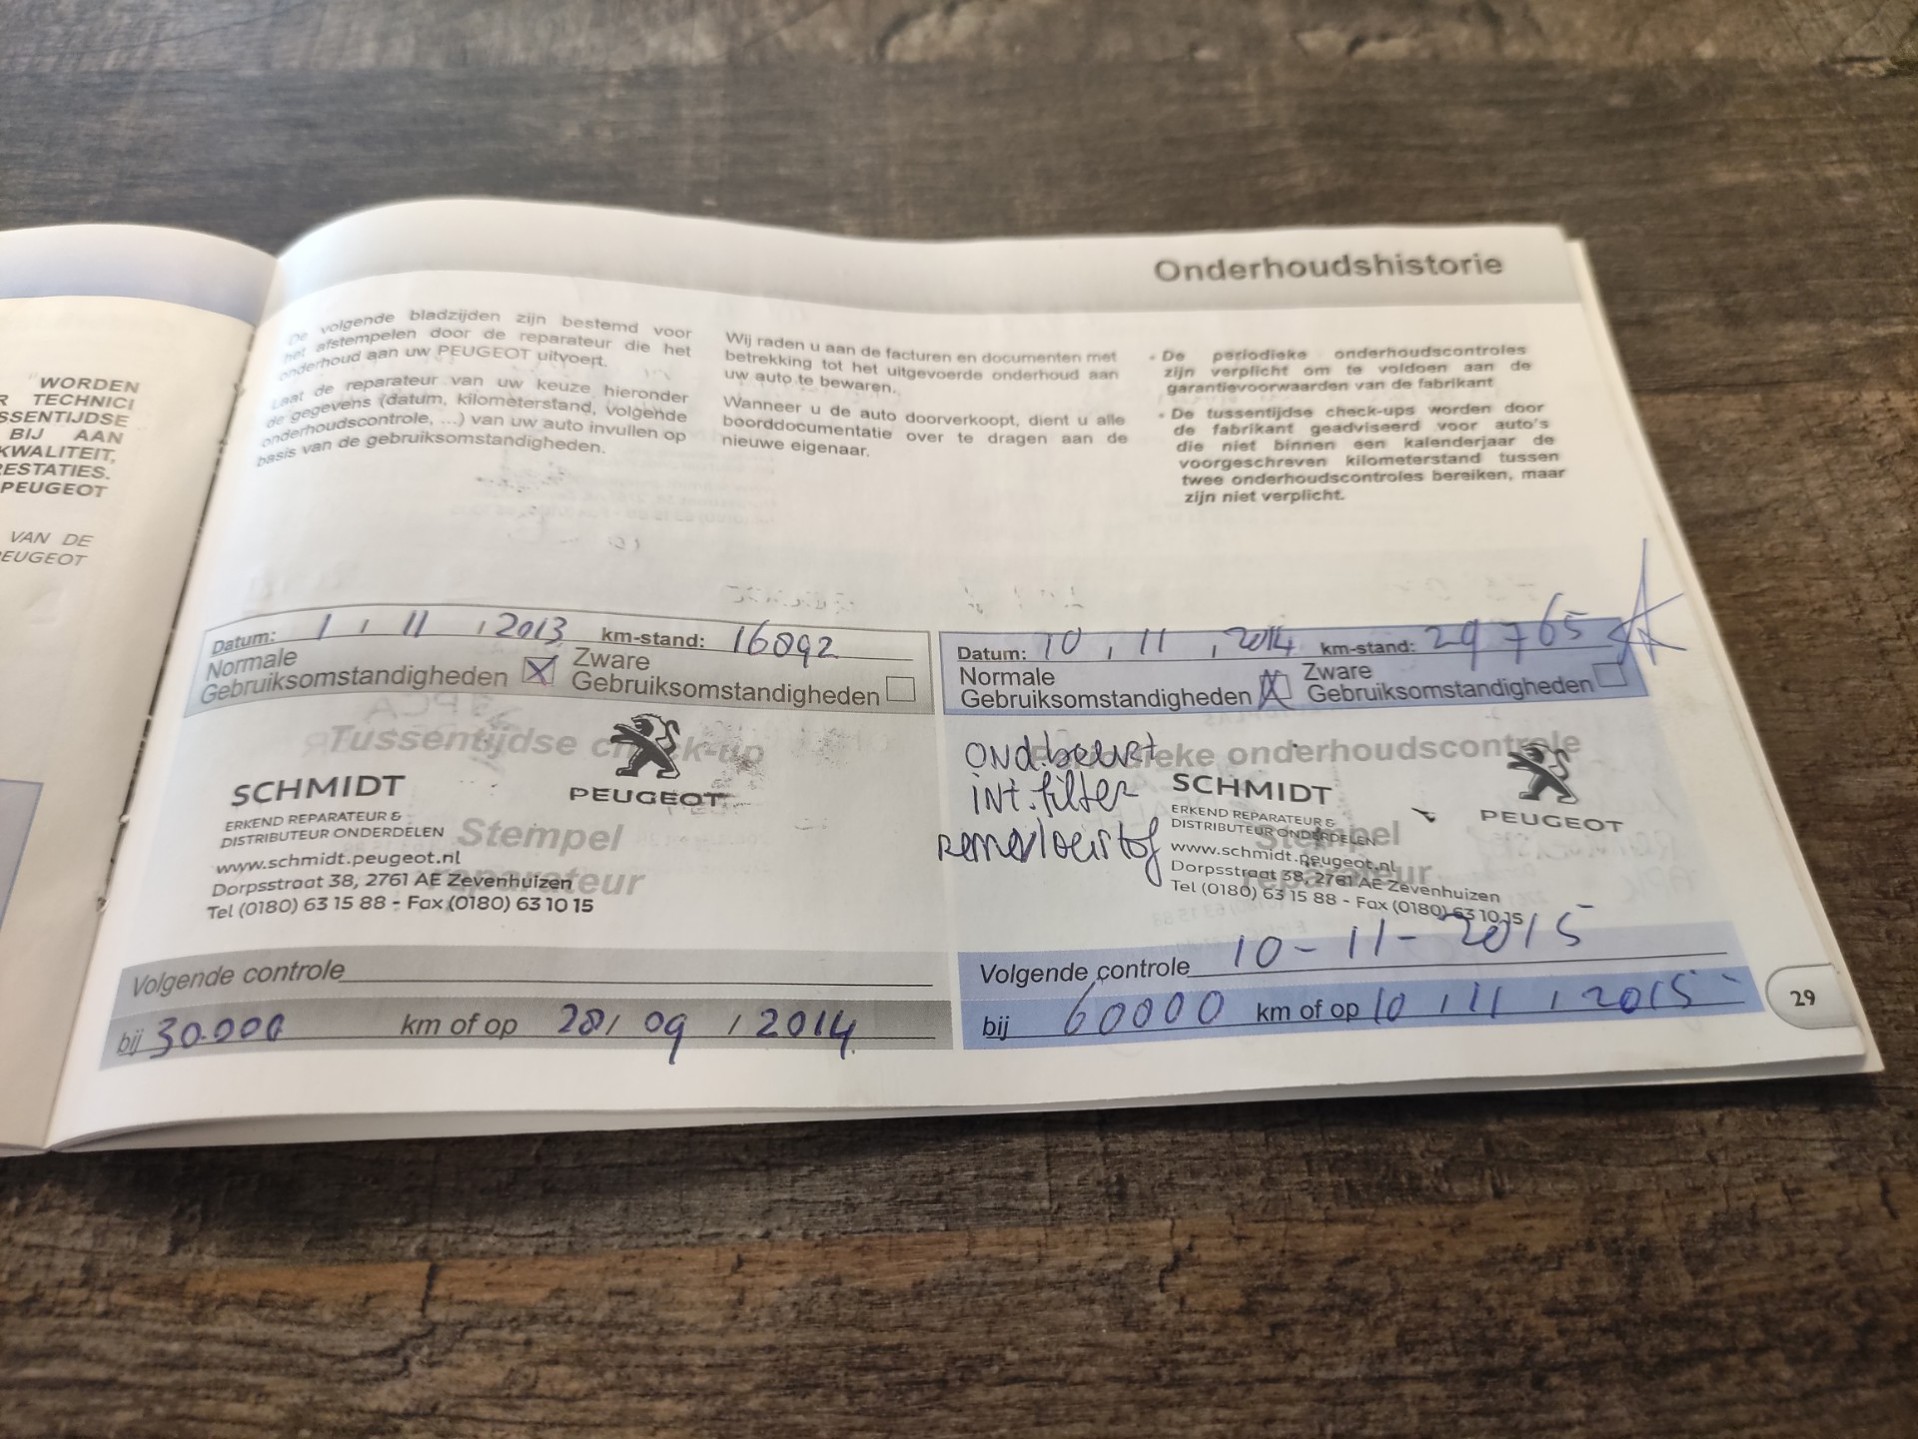 WORDEN
R TECHNICI
SSENTIJDSE
BIJ AAN
KWALITEIT,
ESTATIES.
PEUGEOT
VAN DE
EUGEOT
Onderhoudshistorie
De volgende bladzijden zijn bestemd voor
het afstempelen door de reparateur die het
onderhoud aan uw PEUGEOT uitvoert.
Laat de reparateur van uw keuze hieronder
de gegevens (datum, kilometerstand, volgende
onderhoudscontrole, ...) van uw auto invullen op
basis van de gebruiksomstandigheden.
Wij raden u aan de facturen en documenten met
betrekking tot het uitgevoerde onderhoud aan
uw auto te bewaren.
Wanneer u de auto doorverkoopt, dient u alle
boorddocumentatie over te dragen aan de
nieuwe eigenaar.
- De periodieke onderhoudscontroles
zijn verplicht om te voldoen aan de
garantievoorwaarden van de fabrikant
- De tussentijdse check-ups worden door
de fabrikant geadviseerd voor auto's
die niet binnen een kalenderjaar de
voorgeschreven kilometerstand tussen
twee onderhoudscontroles bereiken, maar
zijn niet verplicht.
Datum: 1 / 11 / 2013 km-stand: 16892
Normale
Gebruiksomstandigheden X Zware
Gebruiksomstandigheden
Tussentijdse check-up
SCHMIDT
PEUGEOT
ERKEND REPARATEUR &
DISTRIBUTEUR ONDERDELEN
Stempel
reparateur
www.schmidt.peugeot.nl
Dorpsstraat 38, 2761 AE Zevenhuizen
Tel (0180) 63 15 88 - Fax (0180) 63 10 15
Volgende controle
bij 30.000 km of op 28 / 09 / 2014
Datum: 10 / 11 / 2014 km-stand: 29765
Normale
Gebruiksomstandigheden X Zware
Gebruiksomstandigheden
Periodieke onderhoudscontrole
ond.beurt
int.filter
remvloeistof
SCHMIDT
PEUGEOT
ERKEND REPARATEUR &
DISTRIBUTEUR ONDERDELEN
Stempel
reparateur
www.schmidt.peugeot.nl
Dorpsstraat 38, 2761 AE Zevenhuizen
Tel (0180) 63 15 88 - Fax (0180) 63 10 15
Volgende controle 10-11-2015
bij 60000 km of op 10 / 11 / 2015
29